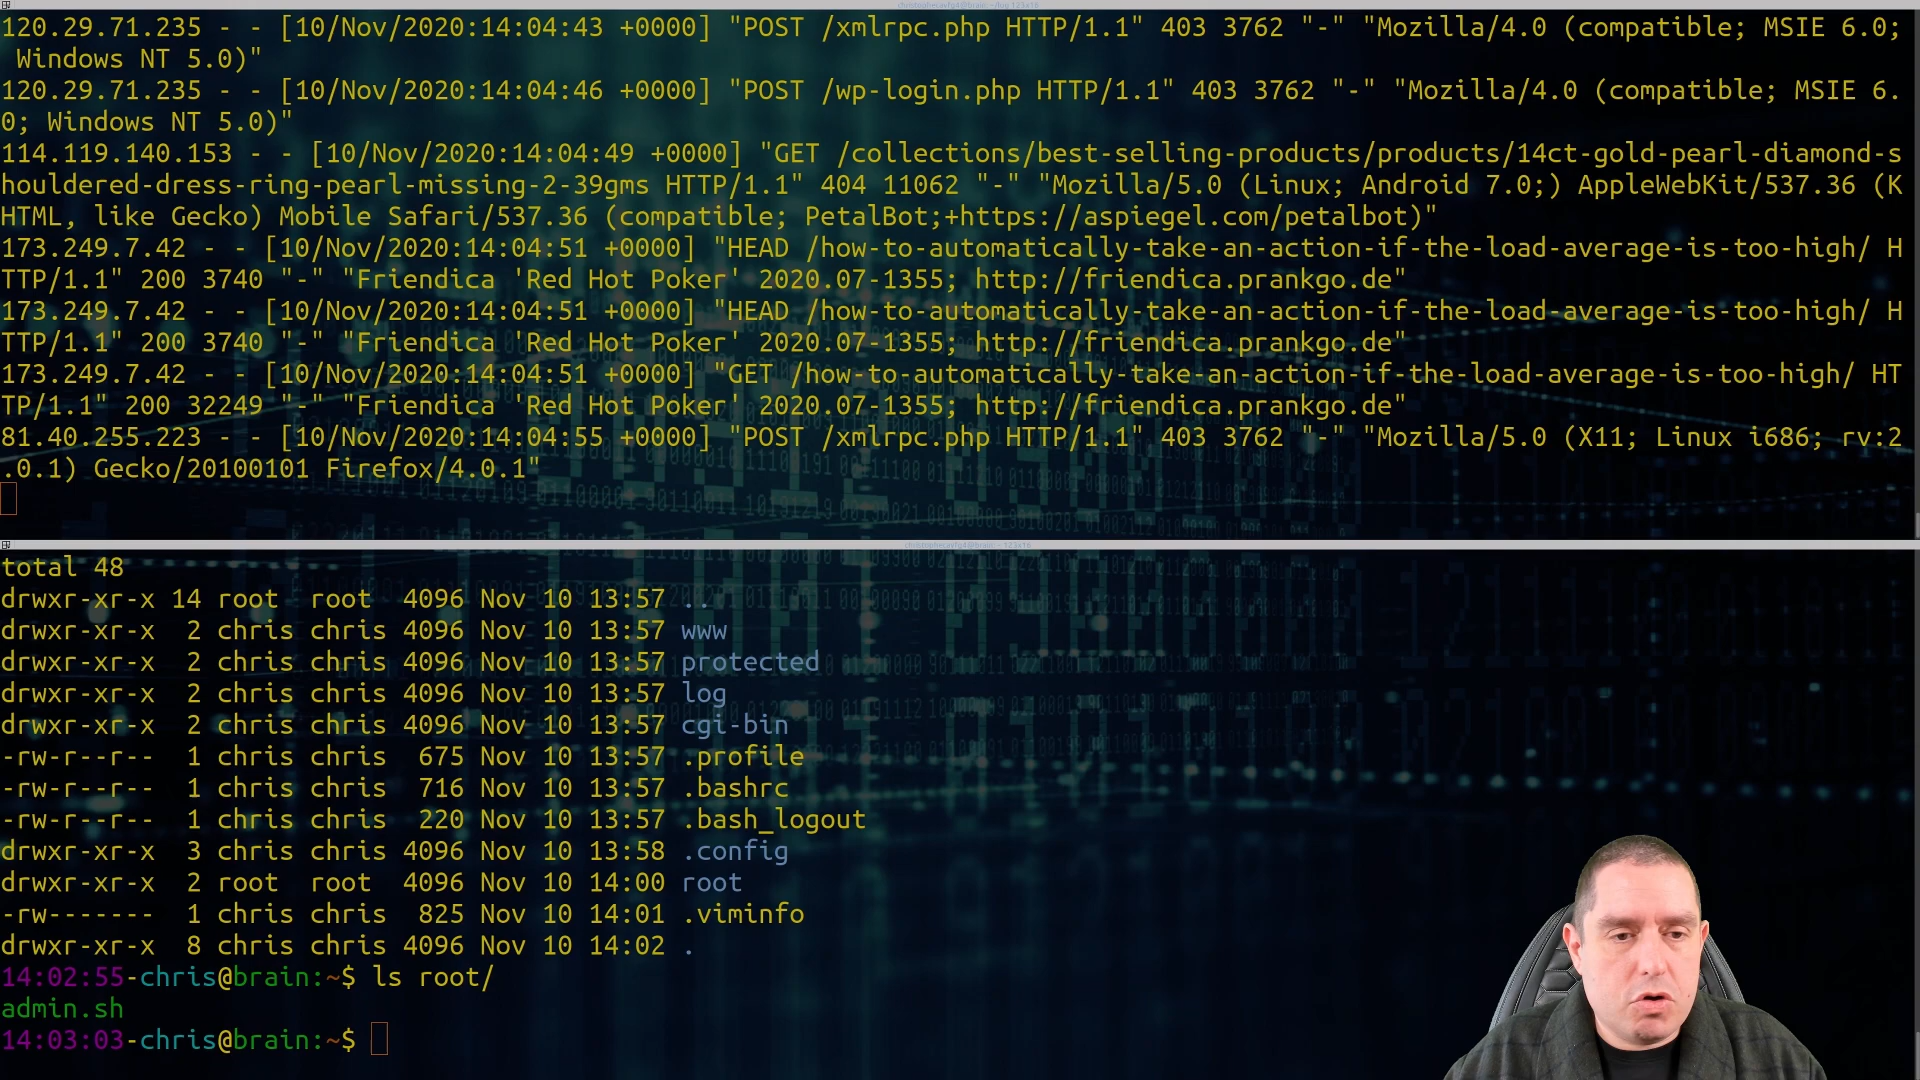 120.29.71.235 - - [10/Nov/2020:14:04:43 +0000] "POST /xmlrpc.php HTTP/1.1" 403 3762 "-" "Mozilla/4.0 (compatible; MSIE 6.0;
 Windows NT 5.0)"
120.29.71.235 - - [10/Nov/2020:14:04:46 +0000] "POST /wp-login.php HTTP/1.1" 403 3762 "-" "Mozilla/4.0 (compatible; MSIE 6.
0; Windows NT 5.0)"
114.119.140.153 - - [10/Nov/2020:14:04:49 +0000] "GET /collections/best-selling-products/products/14ct-gold-pearl-diamond-s
houldered-dress-ring-pearl-missing-2-39gms HTTP/1.1" 404 11062 "-" "Mozilla/5.0 (Linux; Android 7.0;) AppleWebKit/537.36 (K
HTML, like Gecko) Mobile Safari/537.36 (compatible; PetalBot;+https://aspiegel.com/petalbot)"
173.249.7.42 - - [10/Nov/2020:14:04:51 +0000] "HEAD /how-to-automatically-take-an-action-if-the-load-average-is-too-high/ H
TTP/1.1" 200 3740 "-" "Friendica 'Red Hot Poker' 2020.07-1355; http://friendica.prankgo.de"
173.249.7.42 - - [10/Nov/2020:14:04:51 +0000] "HEAD /how-to-automatically-take-an-action-if-the-load-average-is-too-high/ H
TTP/1.1" 200 3740 "-" "Friendica 'Red Hot Poker' 2020.07-1355; http://friendica.prankgo.de"
173.249.7.42 - - [10/Nov/2020:14:04:51 +0000] "GET /how-to-automatically-take-an-action-if-the-load-average-is-too-high/ HT
TP/1.1" 200 32249 "-" "Friendica 'Red Hot Poker' 2020.07-1355; http://friendica.prankgo.de"
81.40.255.223 - - [10/Nov/2020:14:04:55 +0000] "POST /xmlrpc.php HTTP/1.1" 403 3762 "-" "Mozilla/5.0 (X11; Linux i686; rv:2
.0.1) Gecko/20100101 Firefox/4.0.1"
total 48
drwxr-xr-x 14 root  root  4096 Nov 10 13:57 ..
drwxr-xr-x  2 chris chris 4096 Nov 10 13:57 www
drwxr-xr-x  2 chris chris 4096 Nov 10 13:57 protected
drwxr-xr-x  2 chris chris 4096 Nov 10 13:57 log
drwxr-xr-x  2 chris chris 4096 Nov 10 13:57 cgi-bin
-rw-r--r--  1 chris chris  675 Nov 10 13:57 .profile
-rw-r--r--  1 chris chris  716 Nov 10 13:57 .bashrc
-rw-r--r--  1 chris chris  220 Nov 10 13:57 .bash_logout
drwxr-xr-x  3 chris chris 4096 Nov 10 13:58 .config
drwxr-xr-x  2 root  root  4096 Nov 10 14:00 root
-rw-------  1 chris chris  825 Nov 10 14:01 .viminfo
drwxr-xr-x  8 chris chris 4096 Nov 10 14:02 .
14:02:55-chris@brain:~$ ls root/
admin.sh
14:03:03-chris@brain:~$